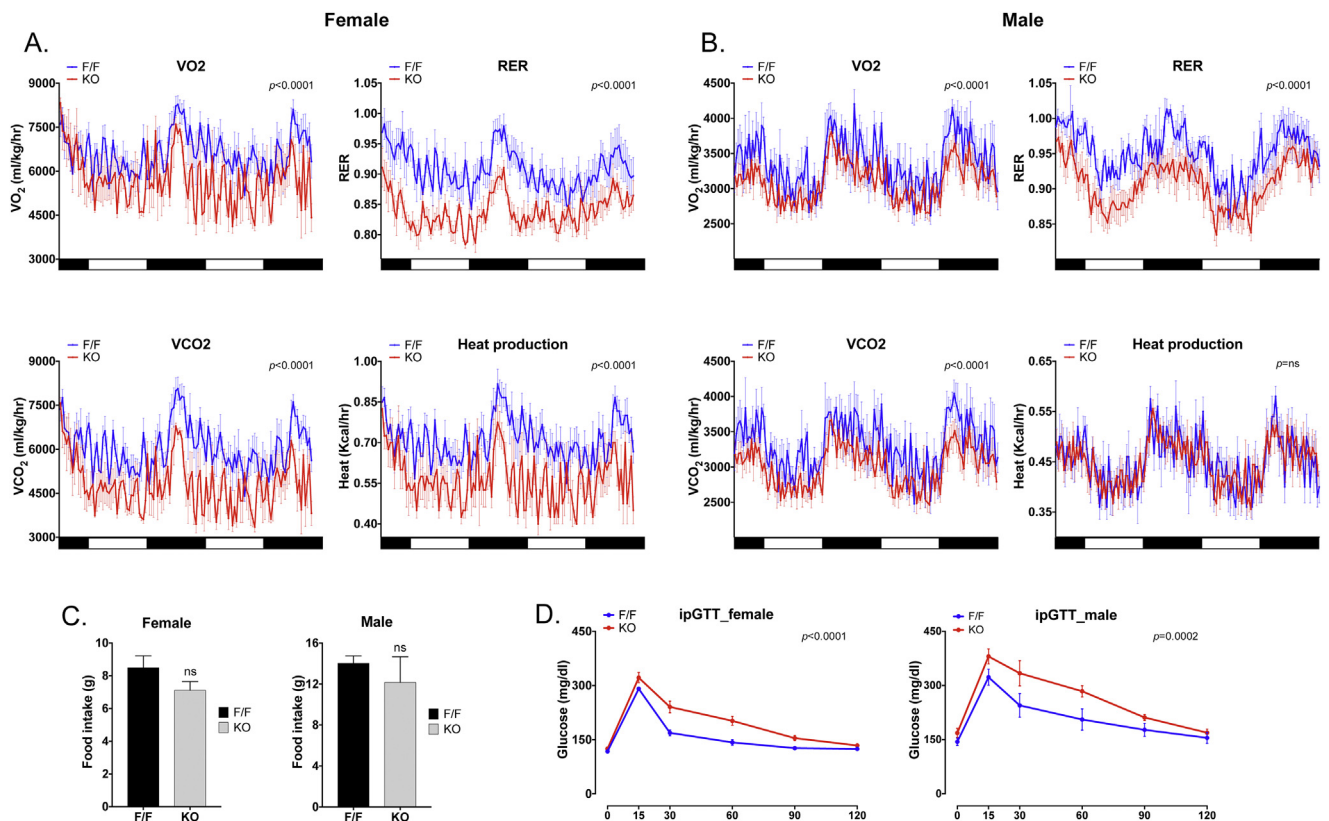 Female
Male
A.
F/F
KO
VO2
p<0.0001
9000
7500
6000
4500
3000
VO2 (ml/kg/hr)
F/F
KO
RER
p<0.0001
1.05
1.00
0.95
0.90
0.85
0.80
RER
B.
F/F
KO
VO2
p<0.0001
4500
4000
3500
3000
2500
VO2 (ml/kg/hr)
F/F
KO
RER
p<0.0001
1.05
1.00
0.95
0.90
0.85
RER
F/F
KO
VCO2
p<0.0001
9000
7500
6000
4500
3000
VCO2 (ml/kg/hr)
F/F
KO
Heat production
p<0.0001
1.00
0.85
0.70
0.55
0.40
Heat (Kcal/hr)
F/F
KO
VCO2
p<0.0001
4500
4000
3500
3000
2500
VCO2 (ml/kg/hr)
F/F
KO
Heat production
p=ns
0.65
0.55
0.45
0.35
Heat (Kcal/hr)
C.
Female
10
8
6
4
2
0
Food intake (g)
ns
F/F
KO
F/F KO
Male
16
12
8
4
0
Food intake (g)
ns
F/F
KO
F/F KO
D.
F/F
KO
ipGTT_female
p<0.0001
450
300
150
0
Glucose (mg/dl)
0 15 30 60 90 120
F/F
KO
ipGTT_male
p=0.0002
450
300
150
0
Glucose (mg/dl)
0 15 30 60 90 120